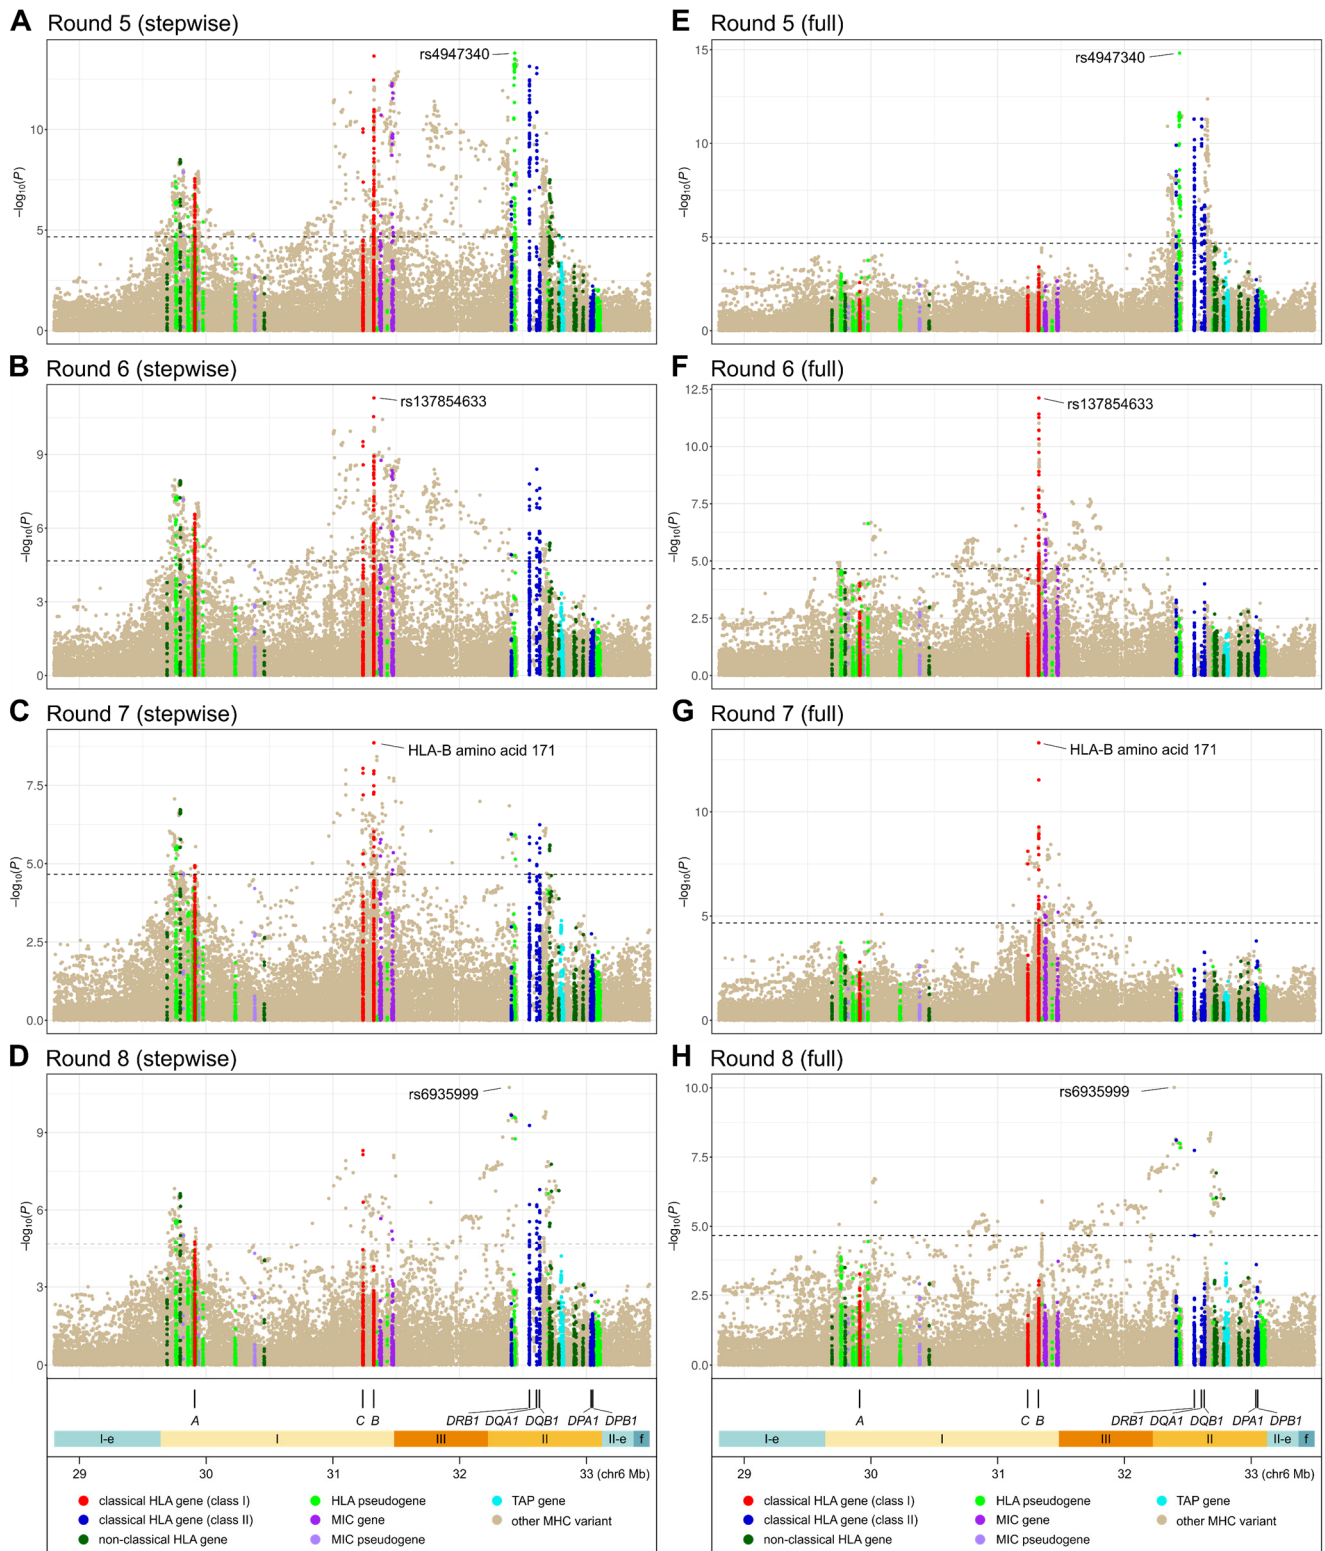 A Round 5 (stepwise)
rs4947340
−log10(P)
10
5
0
B Round 6 (stepwise)
rs137854633
−log10(P)
9
6
3
0
C Round 7 (stepwise)
HLA-B amino acid 171
−log10(P)
7.5
5.0
2.5
0.0
D Round 8 (stepwise)
rs6935999
−log10(P)
9
6
3
0
A C B DRB1 DQA1 DQB1 DPA1 DPB1
I-e I III II II-e f
29 30 31 32 33 (chr6 Mb)
classical HLA gene (class I) HLA pseudogene TAP gene
classical HLA gene (class II) MIC gene other MHC variant
non-classical HLA gene MIC pseudogene
E Round 5 (full)
rs4947340
−log10(P)
15
10
5
0
F Round 6 (full)
rs137854633
−log10(P)
12.5
10.0
7.5
5.0
2.5
0.0
G Round 7 (full)
HLA-B amino acid 171
−log10(P)
10
5
0
H Round 8 (full)
rs6935999
−log10(P)
10.0
7.5
5.0
2.5
0.0
A C B DRB1 DQA1 DQB1 DPA1 DPB1
I-e I III II II-e f
29 30 31 32 33 (chr6 Mb)
classical HLA gene (class I) HLA pseudogene TAP gene
classical HLA gene (class II) MIC gene other MHC variant
non-classical HLA gene MIC pseudogene